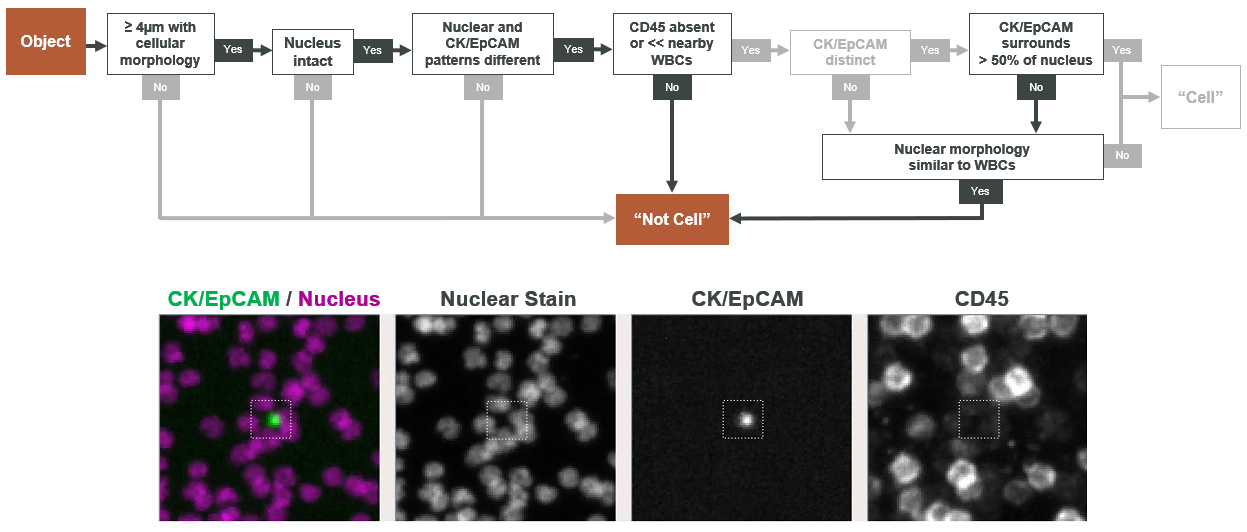 Object
≥ 4µm with
cellular
morphology
Yes
No
Nucleus
intact
Yes
No
Nuclear and
CK/EpCAM
patterns different
Yes
No
CD45 absent
or << nearby
WBCs
Yes
No
CK/EpCAM
distinct
Yes
No
CK/EpCAM
surrounds
> 50% of nucleus
Yes
No
“Cell”
Nuclear morphology
similar to WBCs
No
Yes
“Not Cell”
CK/EpCAM / Nucleus
Nuclear Stain
CK/EpCAM
CD45